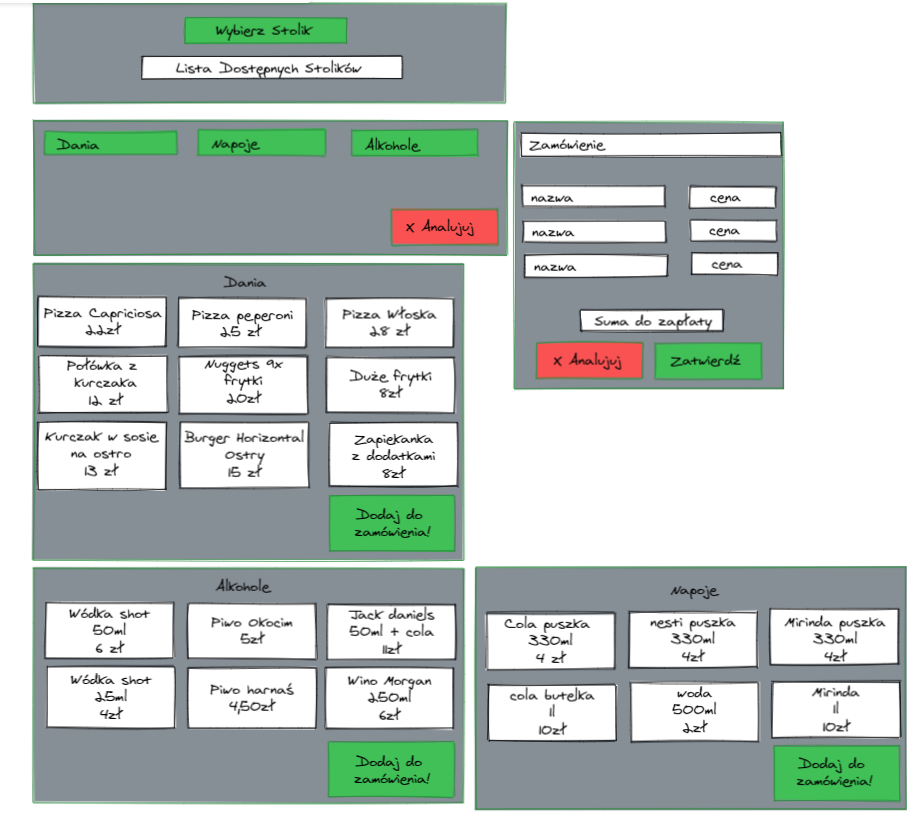 Wybierz Stolik
Lista Dostępnych Stolików
Dania
Napoje
Alkohole
x Analujuj
Zamówienie
nazwa
cena
nazwa
cena
nazwa
cena
Suma do zapłaty
x Analujuj
Zatwierdź
Dania
Pizza Capriciosa
22zł
Pizza peperoni
25 zł
Pizza Włoska
28 zł
Połówka z
kurczaka
12 zł
Nuggets 9x
frytki
20zł
Duże frytki
8zł
Kurczak w sosie
na ostro
13 zł
Burger Horizontal
Ostry
15 zł
Zapiekanka
z dodatkami
8zł
Dodaj do
zamówienia!
Alkohole
Wódka shot
50ml
6 zł
Piwo Okocim
5zł
Jack daniels
50ml + cola
11zł
Wódka shot
25ml
4zł
Piwo harnaś
4,50zł
Wino Morgan
250ml
6zł
Dodaj do
zamówienia!
Napoje
Cola puszka
330ml
4 zł
nesti puszka
330ml
4zł
Mirinda puszka
330ml
4zł
cola butelka
1l
10zł
woda
500ml
2zł
Mirinda
1l
10zł
Dodaj do
zamówienia!